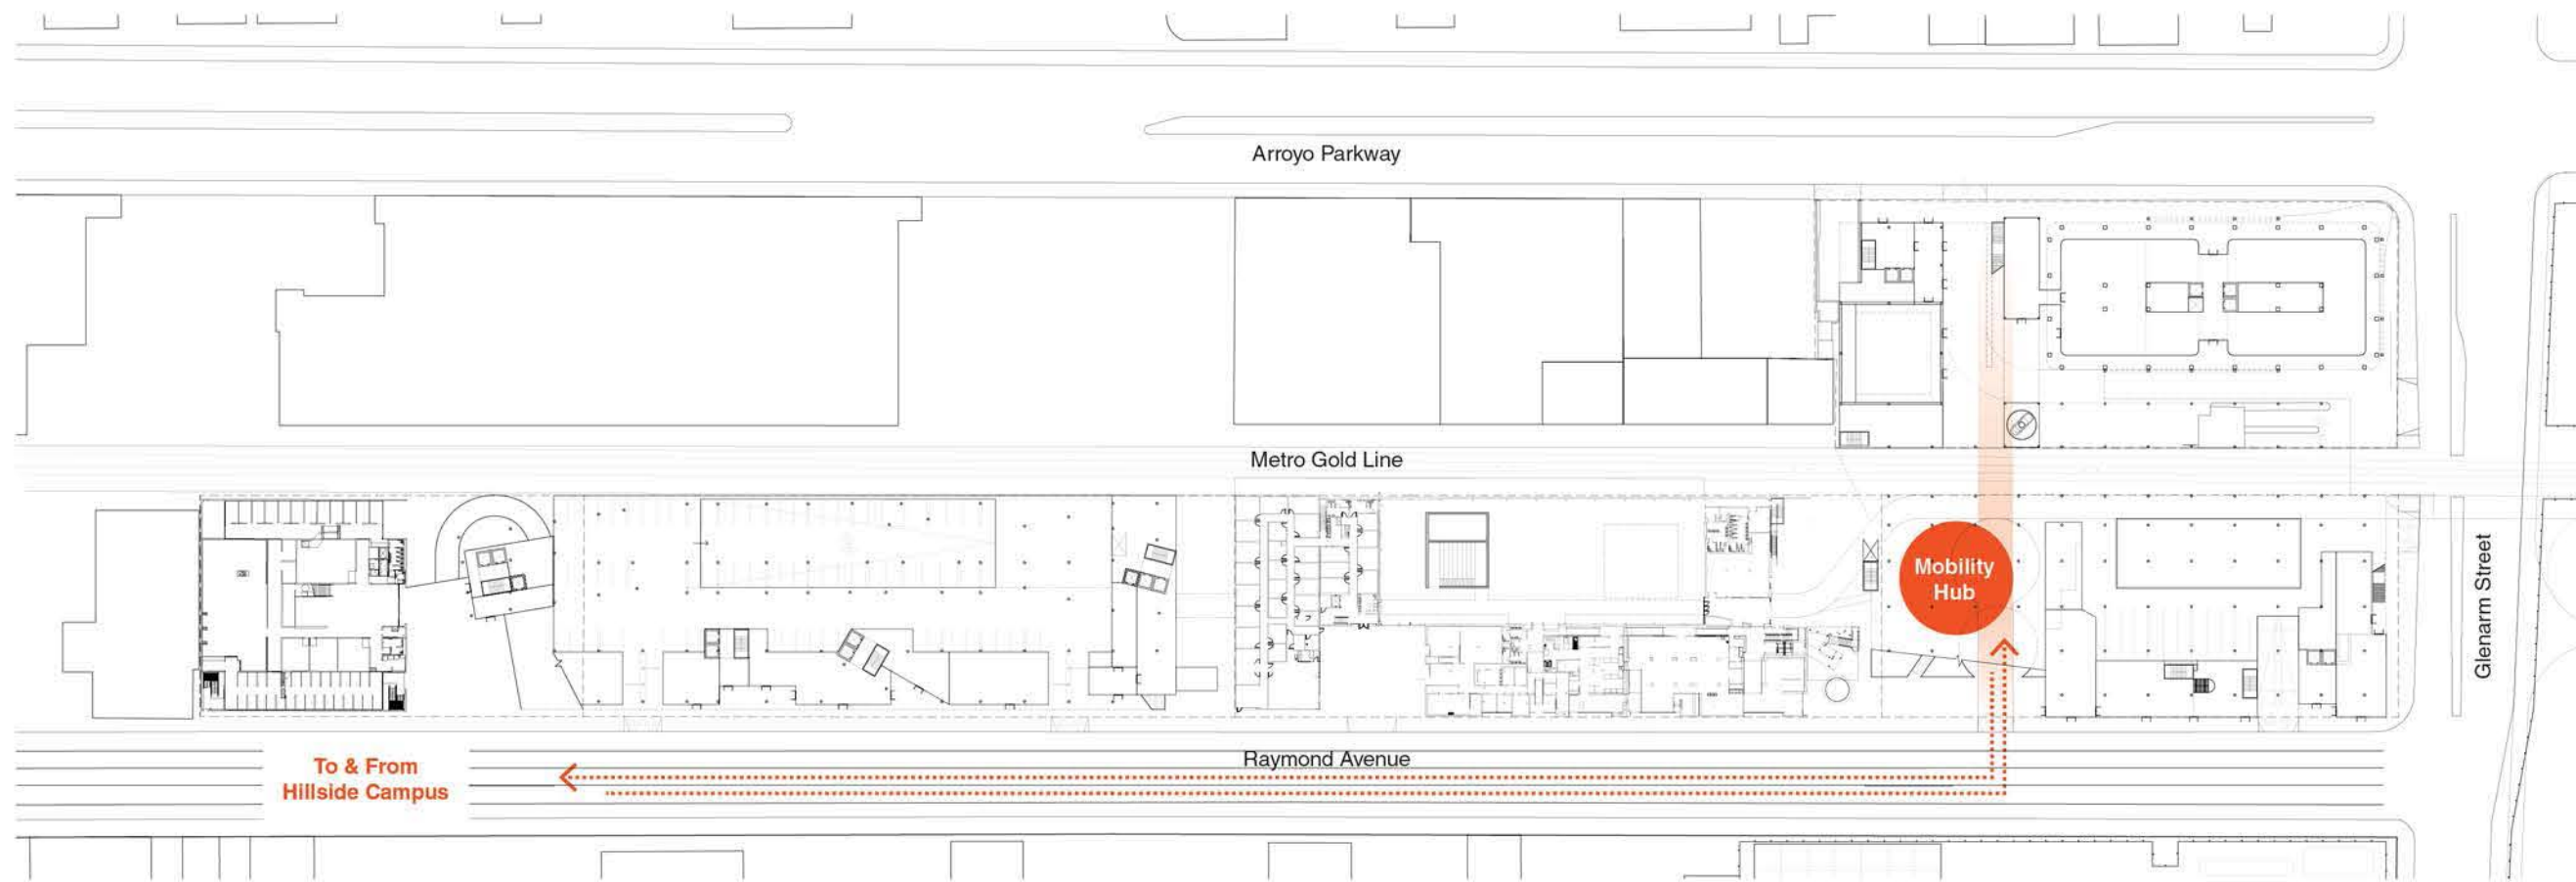 Arroyo Parkway
Metro Gold Line
Mobility
Hub
Glenarm Street
Raymond Avenue
To & From
Hillside Campus